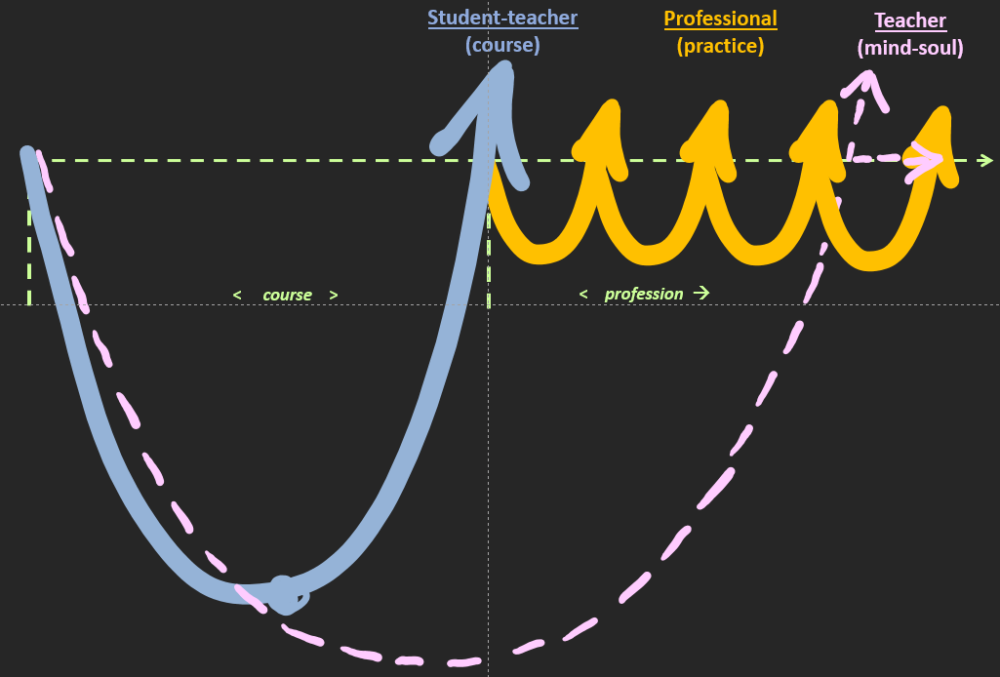 Student-teacher
(course)
Professional
(practice)
Teacher
(mind-soul)
< course >
< profession →